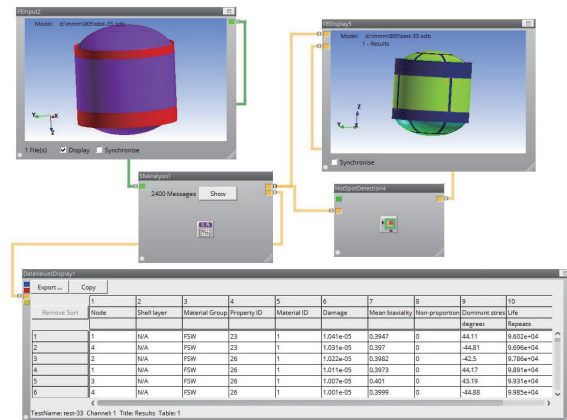 FEInput2
Model: d:\mmm\805\test-33.odb
1 File(s) Display Synchronise
FEDisplay5
Model: d:\mmm\805\test-33.odb
1 - Results
Synchronise
SNAnalysis1
2400 Messages Show
HotSpotDetection4
DataValuesDisplay1
Export ... Copy
1 2 3 4 5 6 7 8 9 10
Remove Sort Node Shell layer Material Group Property ID Material ID Damage Mean biaxiality Non-proportion Dominant stres Life
degrees Repeats
1 1 N/A FSW 23 1 1.041e-05 0.3947 0 44.11 9.602e+04
2 4 N/A FSW 23 1 1.031e-05 0.397 0 -44.81 9.696e+04
3 2 N/A FSW 26 1 1.022e-05 0.3982 0 -42.5 9.786e+04
4 1 N/A FSW 26 1 1.011e-05 0.3973 0 44.17 9.891e+04
5 3 N/A FSW 26 1 1.007e-05 0.401 0 43.19 9.931e+04
6 4 N/A FSW 26 1 1.001e-05 0.3999 0 -44.88 9.985e+04
TestName: test-33 Channel: 1 Title: Results Table: 1